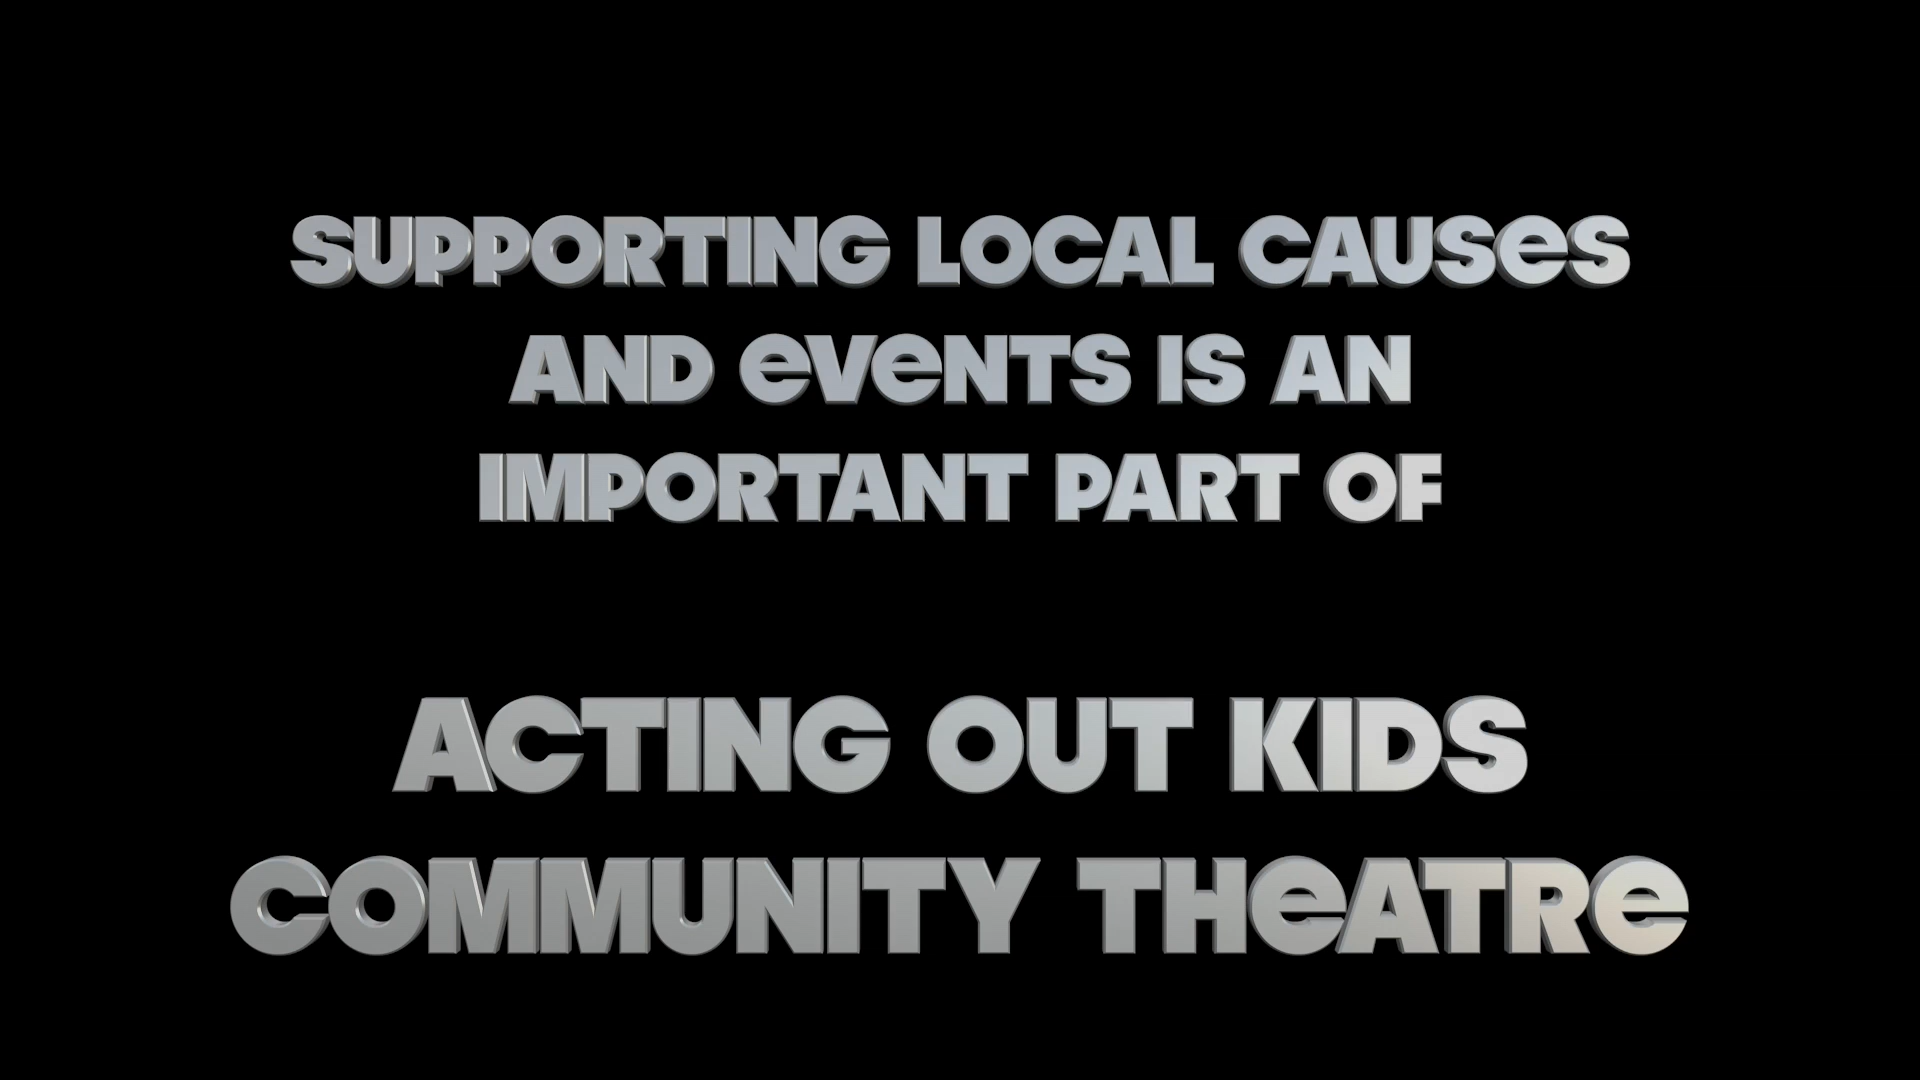 SUPPORTING LOCAL CAUSeS
AND eVeNTS IS AN
IMPORTANT PART OF
ACTING OUT KIDS
COMMUNITY THeATRe